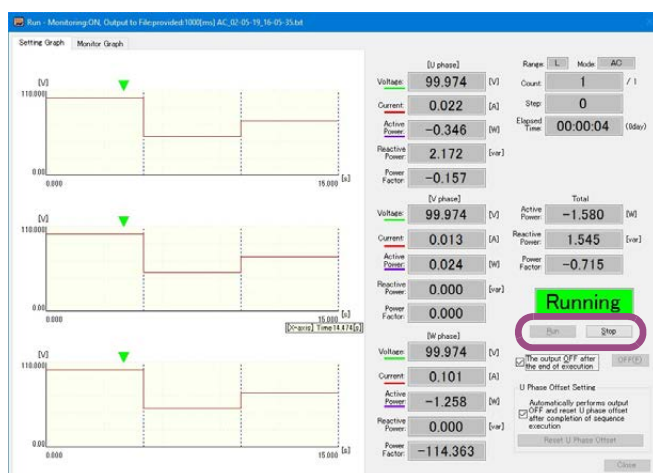 Run - Monitoring:ON, Output to File:provided:1000[ms] AC_02-05-19_16-05-35.txt
Setting Graph Monitor Graph
[V]
110.000
0.00
0.000 15.000 [s]
[V]
110.000
0.00
0.000 15.000 [s]
[X-axis] Time 14.474[s]
[V]
110.000
0.00
0.000 15.000 [s]
[U phase]
Voltage: 99.974 [V]
Current: 0.022 [A]
Active Power: -0.346 [W]
Reactive Power: 2.172 [var]
Power Factor: -0.157
[V phase]
Voltage: 99.974 [V]
Current: 0.013 [A]
Active Power: 0.024 [W]
Reactive Power: 0.000 [var]
Power Factor: 0.000
[W phase]
Voltage: 99.974 [V]
Current: 0.101 [A]
Active Power: -1.258 [W]
Reactive Power: 0.000 [var]
Power Factor: -114.363
Range: L Mode: AC
Count: 1 / 1
Step: 0
Elapsed Time: 00:00:04 (0day)
Total
Active Power: -1.580 [W]
Reactive Power: 1.545 [var]
Power Factor: -0.715
Running
Run Stop
The output OFF after
the end of execution
OFF(F)
U Phase Offset Setting
Automatically performs output
OFF and reset U phase offset
after completion of sequence
execution
Reset U Phase Offset
Close